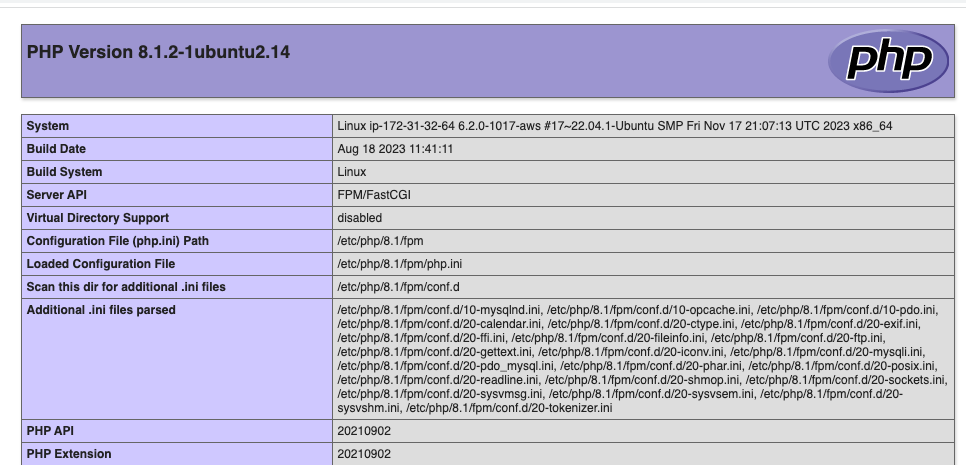 PHP Version 8.1.2-1ubuntu2.14
php
System Linux ip-172-31-32-64 6.2.0-1017-aws #17~22.04.1-Ubuntu SMP Fri Nov 17 21:07:13 UTC 2023 x86_64
Build Date Aug 18 2023 11:41:11
Build System Linux
Server API FPM/FastCGI
Virtual Directory Support disabled
Configuration File (php.ini) Path /etc/php/8.1/fpm
Loaded Configuration File /etc/php/8.1/fpm/php.ini
Scan this dir for additional .ini files /etc/php/8.1/fpm/conf.d
Additional .ini files parsed /etc/php/8.1/fpm/conf.d/10-mysqlnd.ini, /etc/php/8.1/fpm/conf.d/10-opcache.ini, /etc/php/8.1/fpm/conf.d/10-pdo.ini,
/etc/php/8.1/fpm/conf.d/20-calendar.ini, /etc/php/8.1/fpm/conf.d/20-ctype.ini, /etc/php/8.1/fpm/conf.d/20-exif.ini,
/etc/php/8.1/fpm/conf.d/20-ffi.ini, /etc/php/8.1/fpm/conf.d/20-fileinfo.ini, /etc/php/8.1/fpm/conf.d/20-ftp.ini,
/etc/php/8.1/fpm/conf.d/20-gettext.ini, /etc/php/8.1/fpm/conf.d/20-iconv.ini, /etc/php/8.1/fpm/conf.d/20-mysqli.ini,
/etc/php/8.1/fpm/conf.d/20-pdo_mysql.ini, /etc/php/8.1/fpm/conf.d/20-phar.ini, /etc/php/8.1/fpm/conf.d/20-posix.ini,
/etc/php/8.1/fpm/conf.d/20-readline.ini, /etc/php/8.1/fpm/conf.d/20-shmop.ini, /etc/php/8.1/fpm/conf.d/20-sockets.ini,
/etc/php/8.1/fpm/conf.d/20-sysvmsg.ini, /etc/php/8.1/fpm/conf.d/20-sysvsem.ini, /etc/php/8.1/fpm/conf.d/20-
sysvshm.ini, /etc/php/8.1/fpm/conf.d/20-tokenizer.ini
PHP API 20210902
PHP Extension 20210902